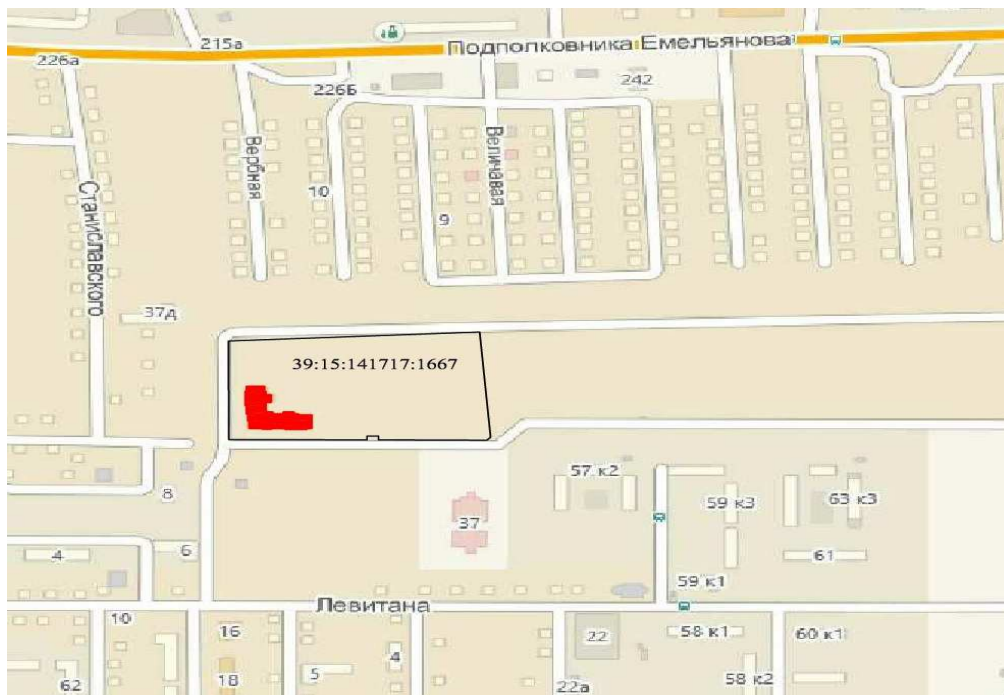 Подполковника Емельянова
215а
226а
226Б
242
Вербная
Величавая
10
9
Станиславского
37д
39:15:141717:1667
57 к2
59 к3
63 к3
8
37
4
6
61
59 к1
Левитана
10
16
4
22
58 к1
60 к1
5
62
18
22а
58 к2